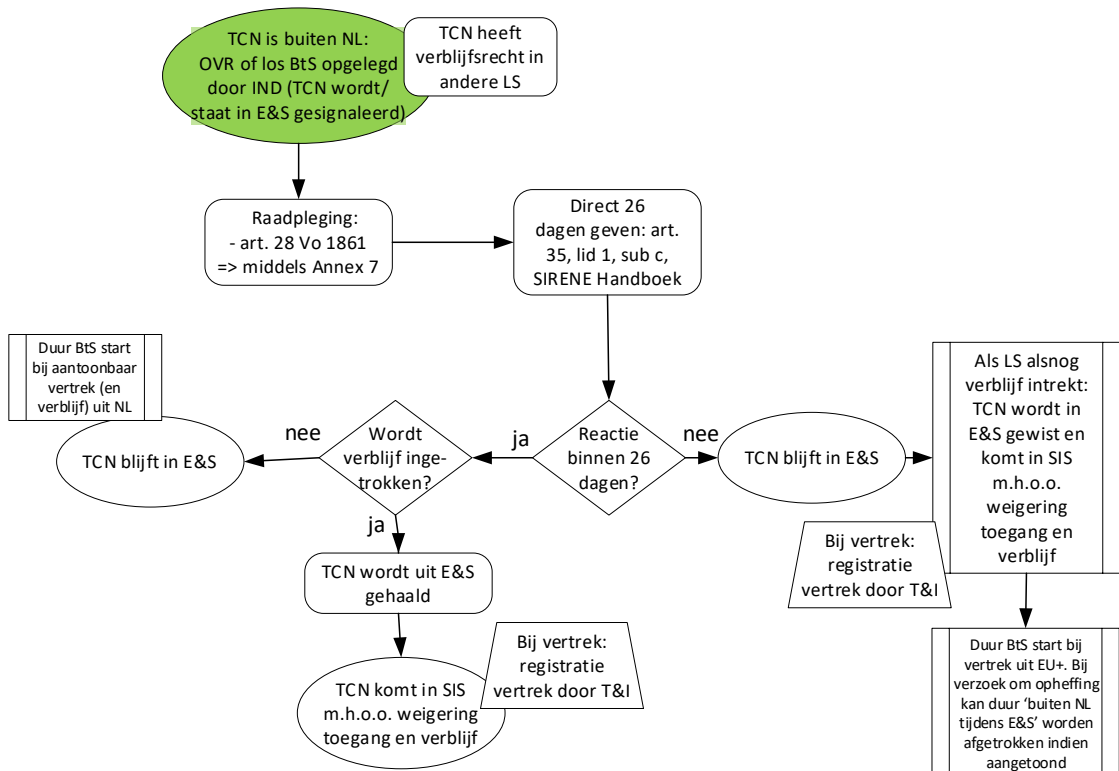 TCN is buiten NL:
OVR of los BtS opgelegd
door IND (TCN wordt/
staat in E&S gesignaleerd)
TCN heeft
verblijfsrecht in
andere LS
Raadpleging:
- art. 28 Vo 1861
=> middels Annex 7
Direct 26
dagen geven: art.
35, lid 1, sub c,
SIRENE Handboek
Duur BtS start
bij aantoonbaar
vertrek (en
verblijf) uit NL
TCN blijft in E&S
nee
Wordt
verblijf inge-
trokken?
ja
Reactie
binnen 26
dagen?
nee
TCN blijft in E&S
Als LS alsnog
verblijf intrekt:
TCN wordt in
E&S gewist en
komt in SIS
m.h.o.o.
weigering
toegang en
verblijf
Bij vertrek:
registratie
vertrek door T&I
ja
TCN wordt uit E&S
gehaald
Bij vertrek:
registratie
vertrek door T&I
TCN komt in SIS
m.h.o.o. weigering
toegang en verblijf
Duur BtS start bij
vertrek uit EU+. Bij
verzoek om opheffing
kan duur ‘buiten NL
tijdens E&S’ worden
afgetrokken indien
aangetoond